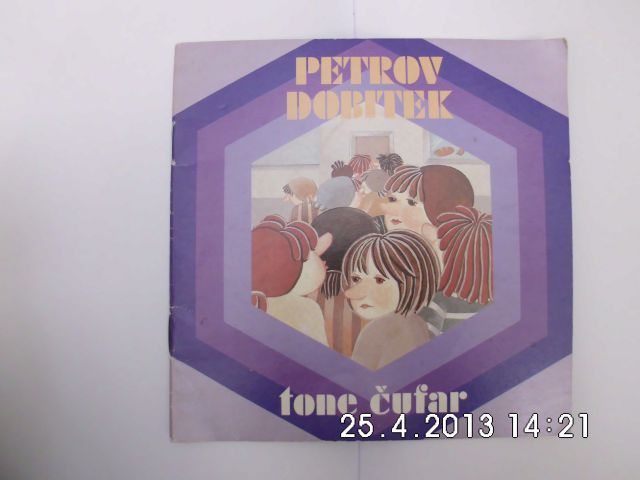 PETROV
DOBITEK
tone čufar
25.4.2013 14:21